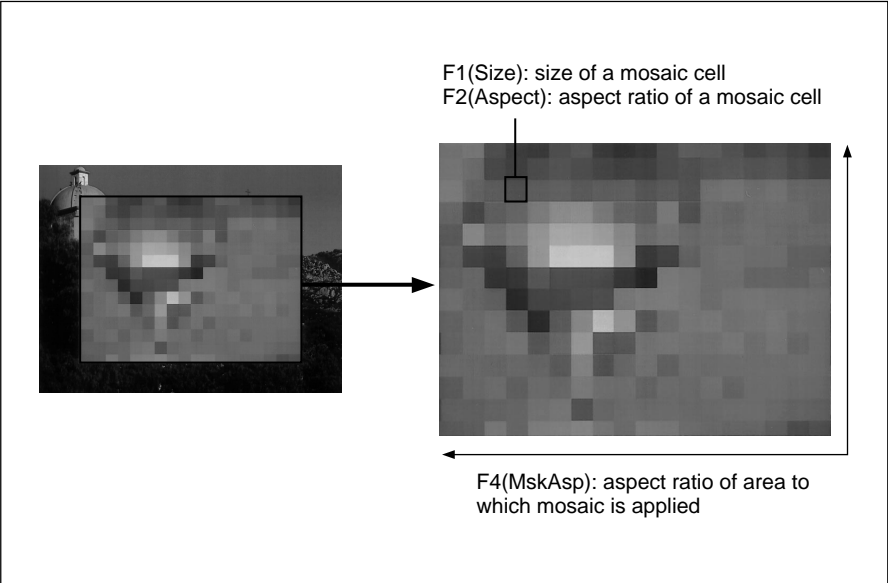 F1(Size): size of a mosaic cell
F2(Aspect): aspect ratio of a mosaic cell
F4(MskAsp): aspect ratio of area to
which mosaic is applied